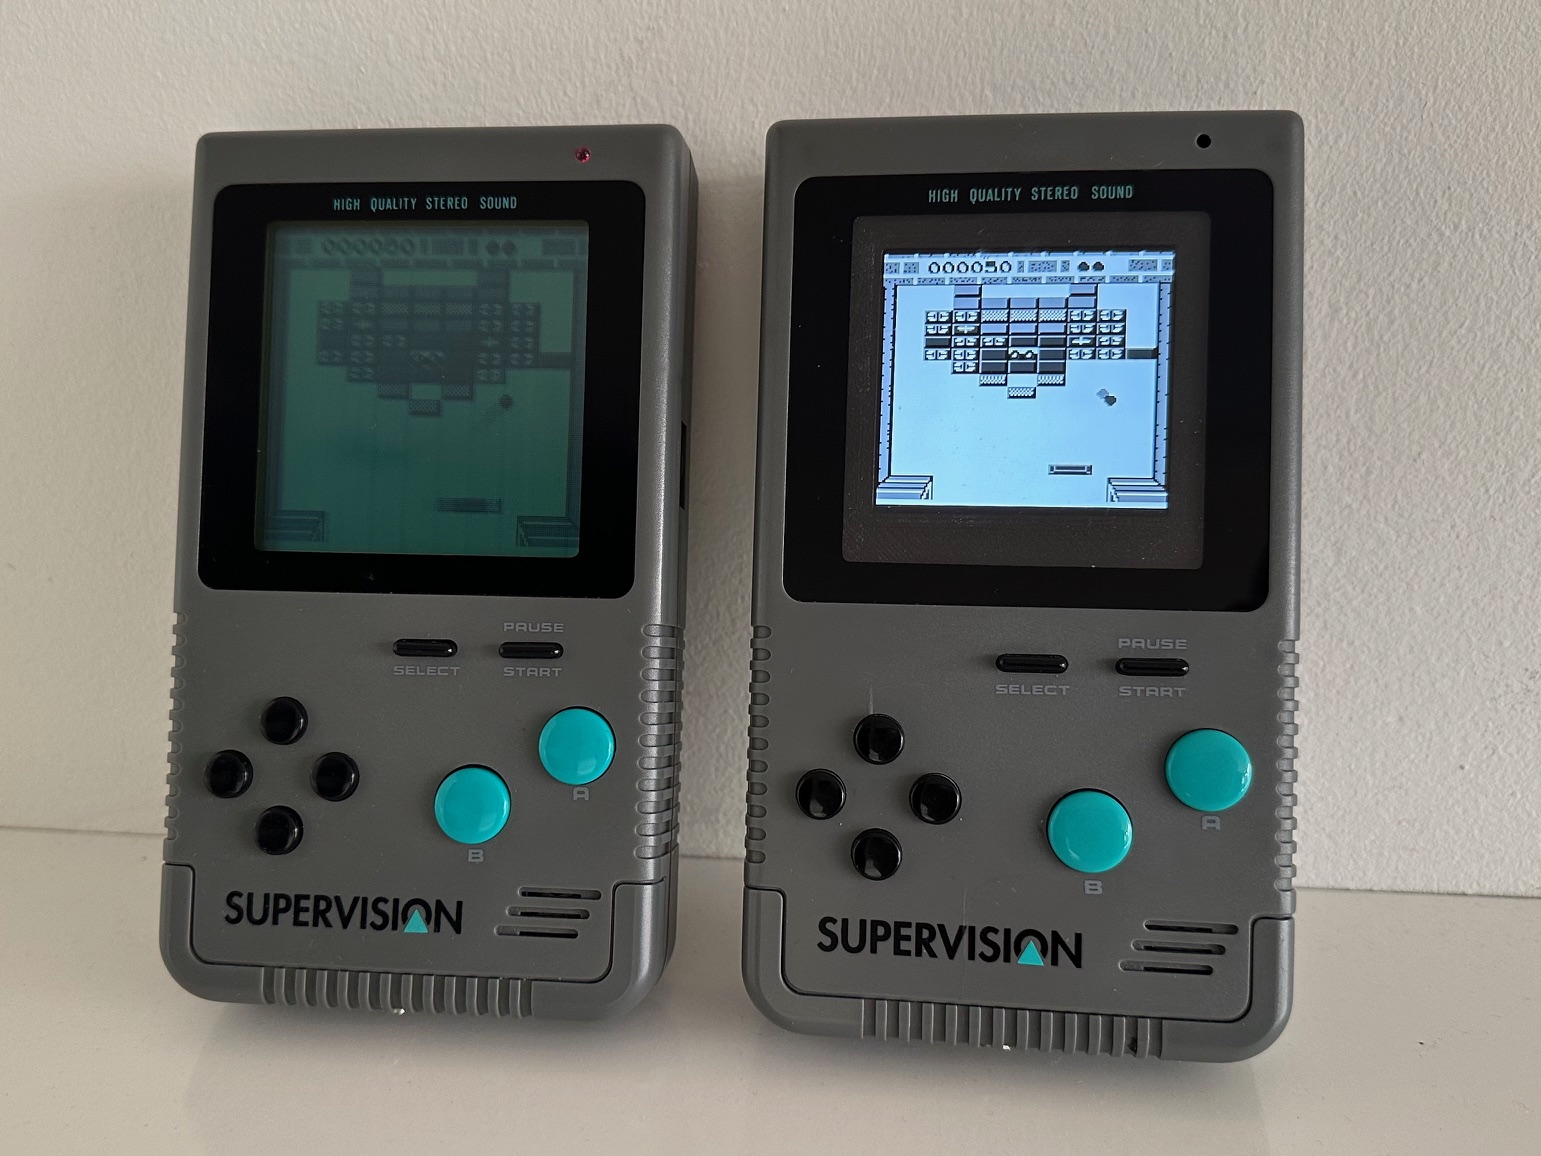 HIGH QUALITY STEREO SOUND
000050
PAUSE
SELECT START
A
B
SUPERVISION
HIGH QUALITY STEREO SOUND
000050
PAUSE
SELECT START
A
B
SUPERVISION